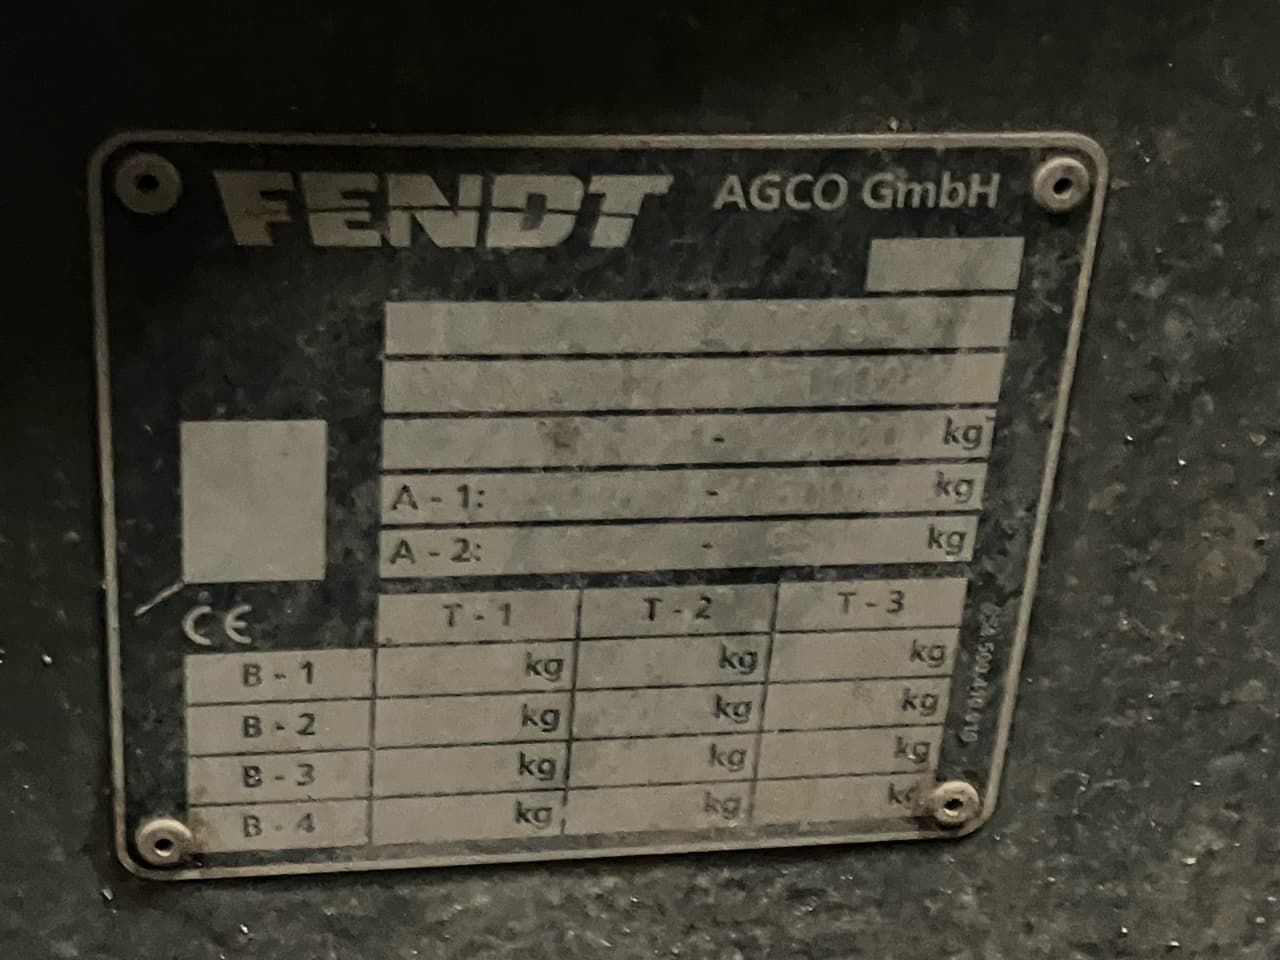 FENDT AGCO GmbH
- kg
A - 1: - kg
A - 2: - kg
CE T - 1 T - 2 T - 3
B - 1 kg kg kg
B - 2 kg kg kg
B - 3 kg kg kg
B - 4 kg kg